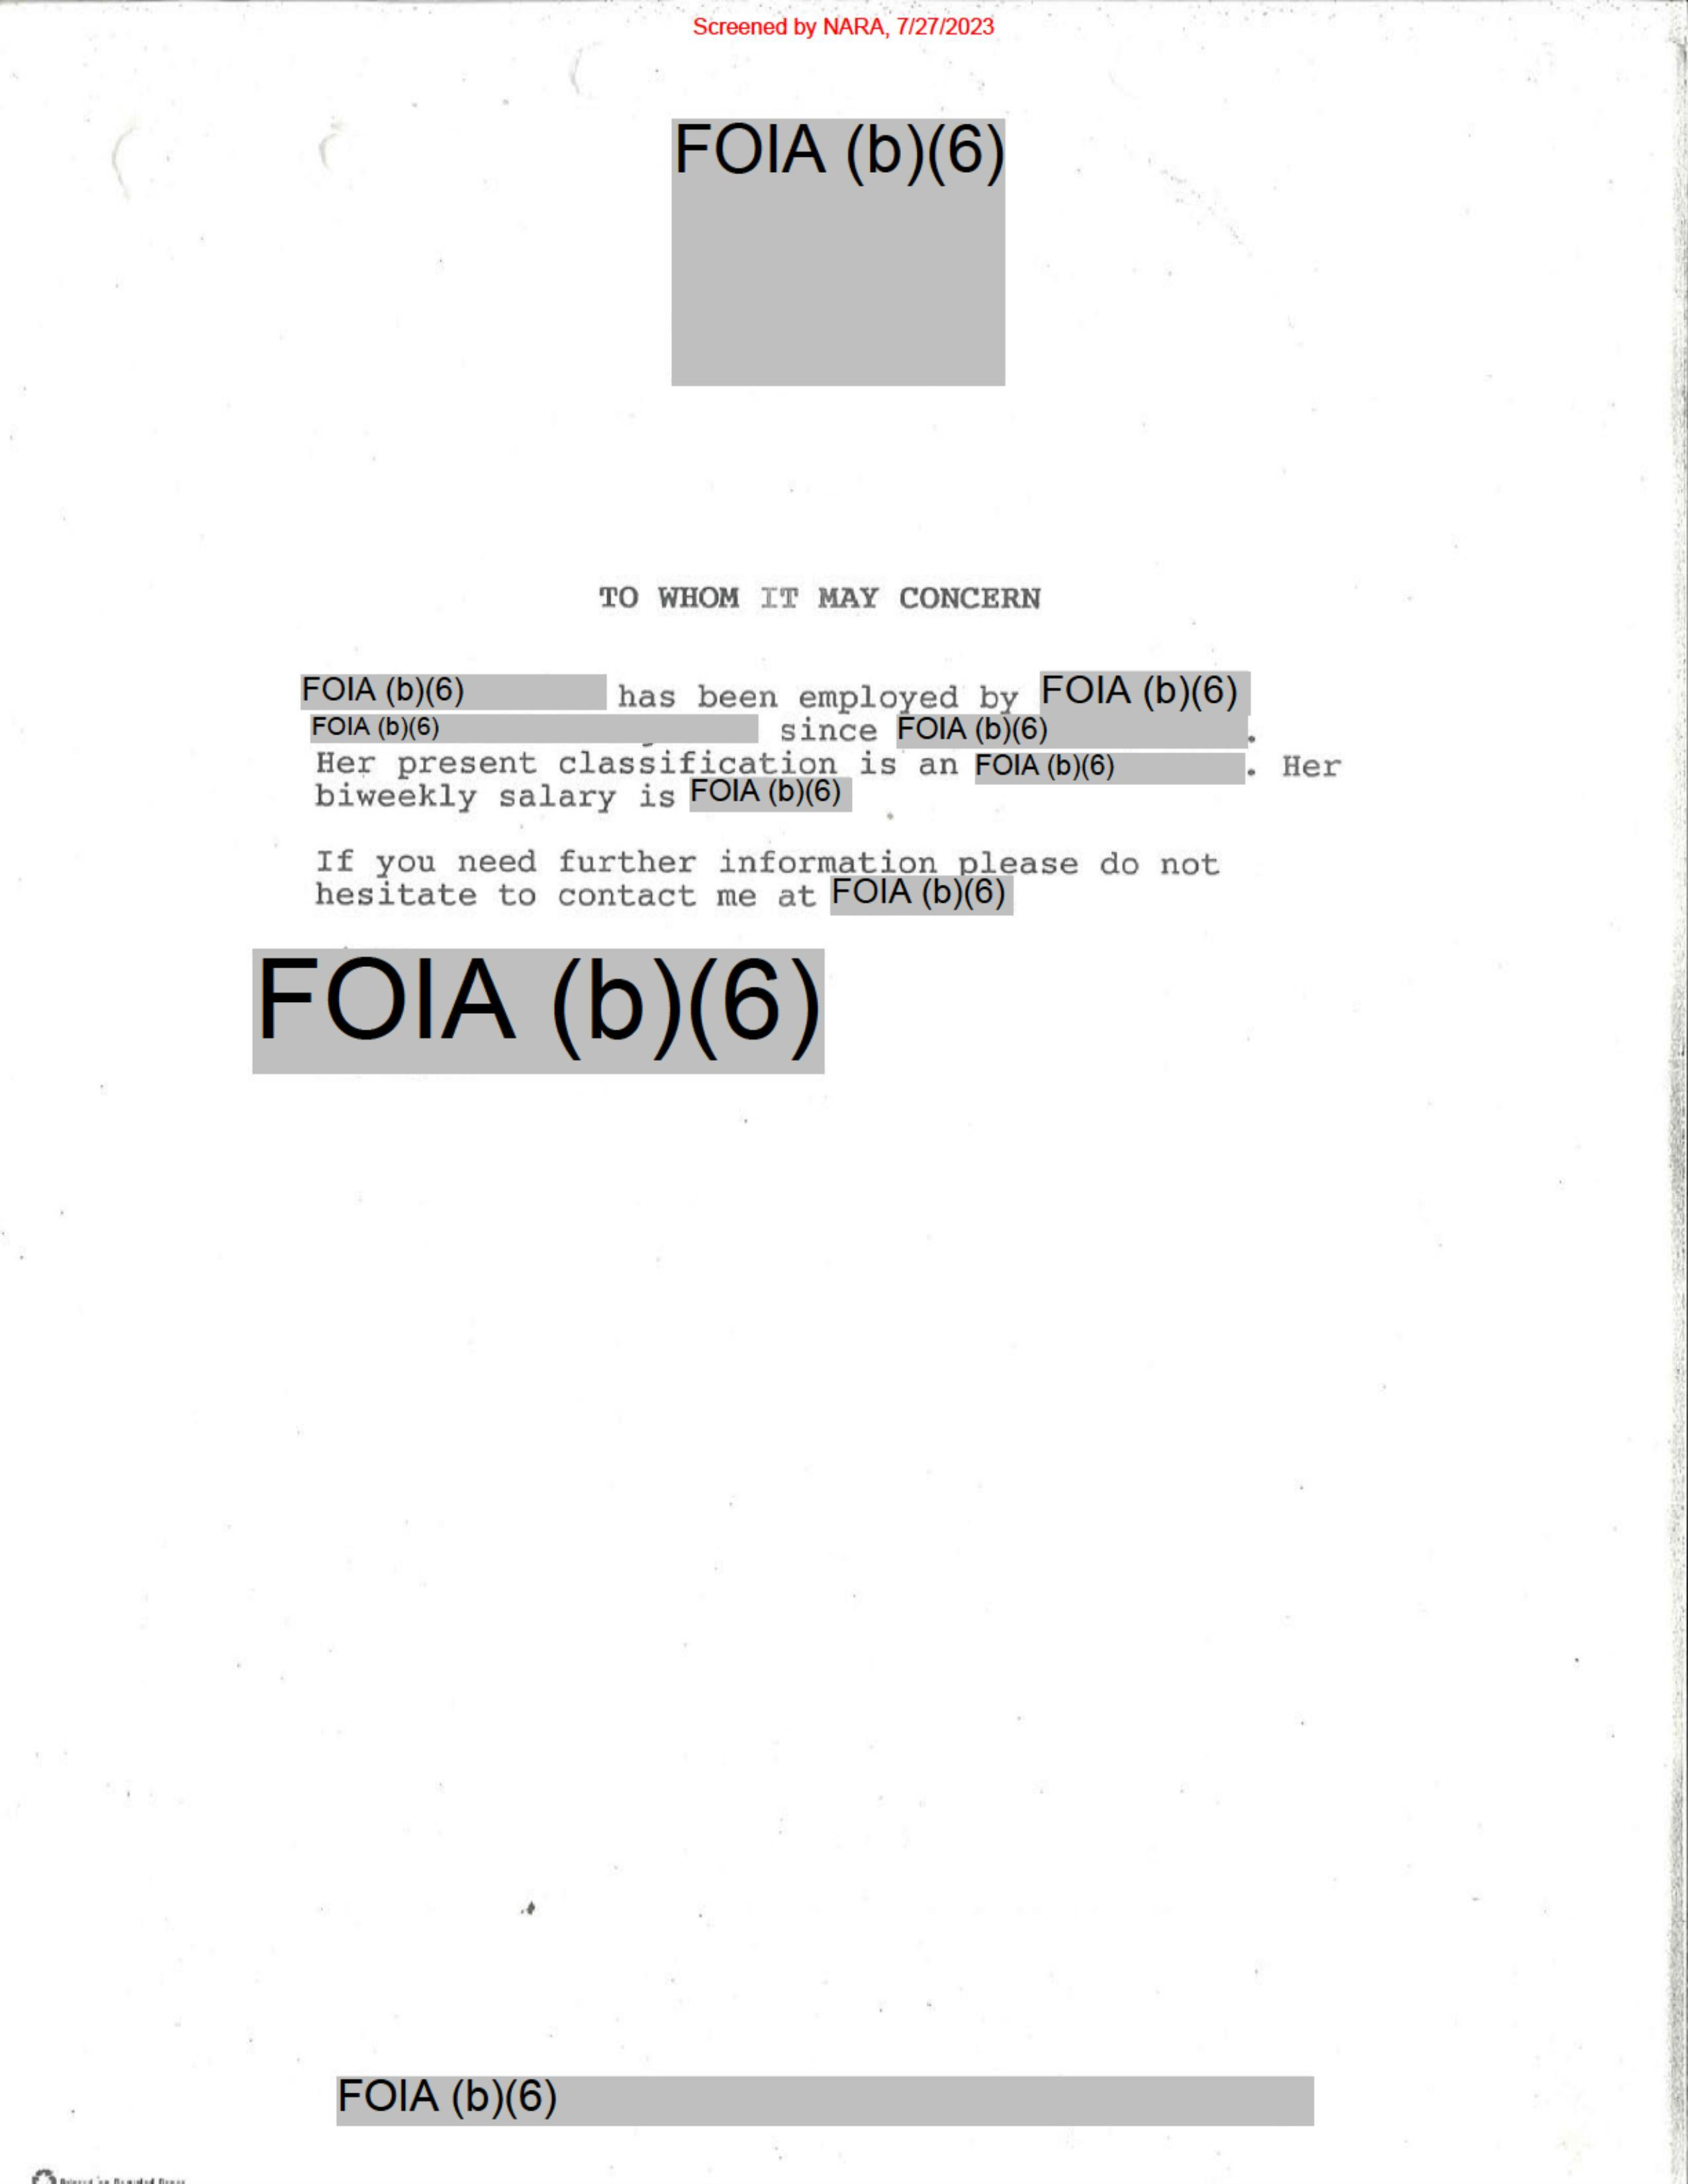 Screened by NARA, 7/27/2023
FOIA (b)(6)
TO WHOM IT MAY CONCERN
FOIA (b)(6) has been employed by FOIA (b)(6)
FOIA (b)(6) since FOIA (b)(6).
Her present classification is an FOIA (b)(6). Her
biweekly salary is FOIA (b)(6)
If you need further information please do not
hesitate to contact me at FOIA (b)(6)
FOIA (b)(6)
FOIA (b)(6)